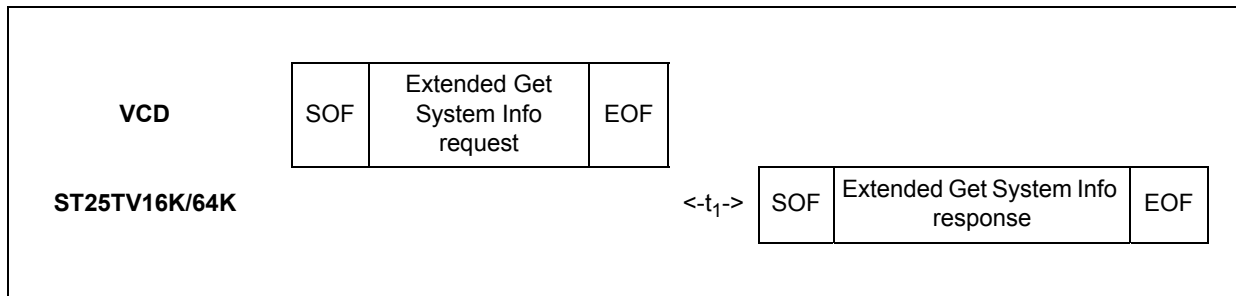 VCD
SOF
Extended Get
System Info
request
EOF
ST25TV16K/64K
<-t₁->
SOF
Extended Get System Info
response
EOF